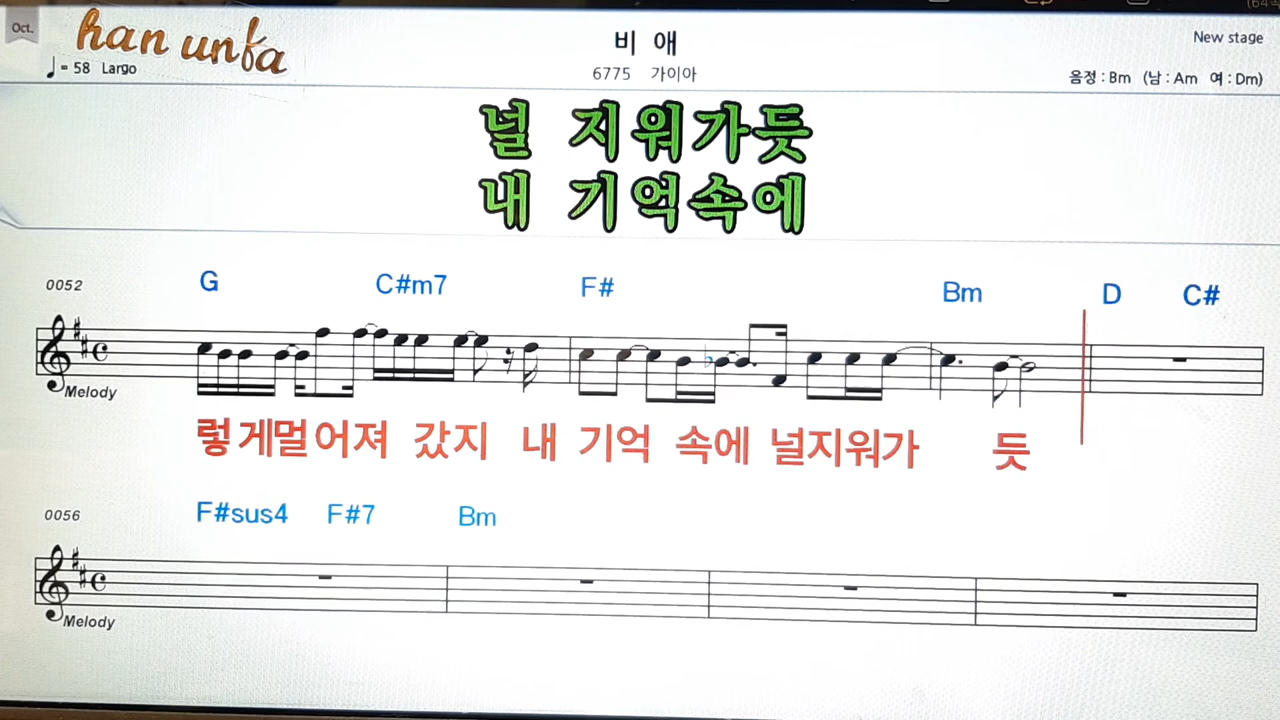 Oct.
han unfa
비 애
New stage
♩= 58 Largo
6775 가이아
음정 : Bm (남 : Am 여 : Dm)
널 지워가듯
내 기억속에
0052
G C#m7 F# Bm D C#
Melody
렇게멀어져 갔지 내 기억 속에 널지워가 듯
0056
F#sus4 F#7 Bm
Melody